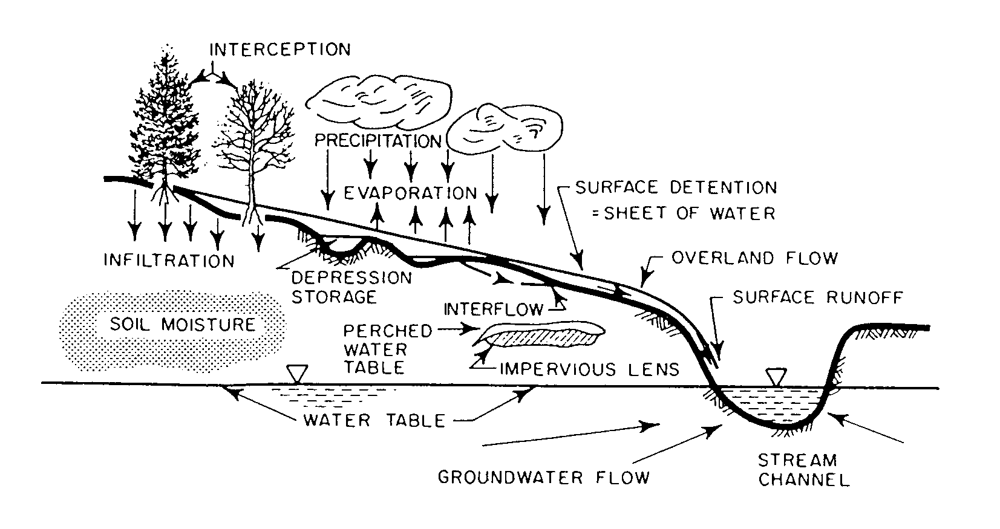 INTERCEPTION
PRECIPITATION
EVAPORATION
SURFACE DETENTION
= SHEET OF WATER
INFILTRATION
OVERLAND FLOW
DEPRESSION
STORAGE
SURFACE RUNOFF
INTERFLOW
SOIL MOISTURE
PERCHED
WATER
TABLE
IMPERVIOUS LENS
WATER TABLE
GROUNDWATER FLOW
STREAM
CHANNEL